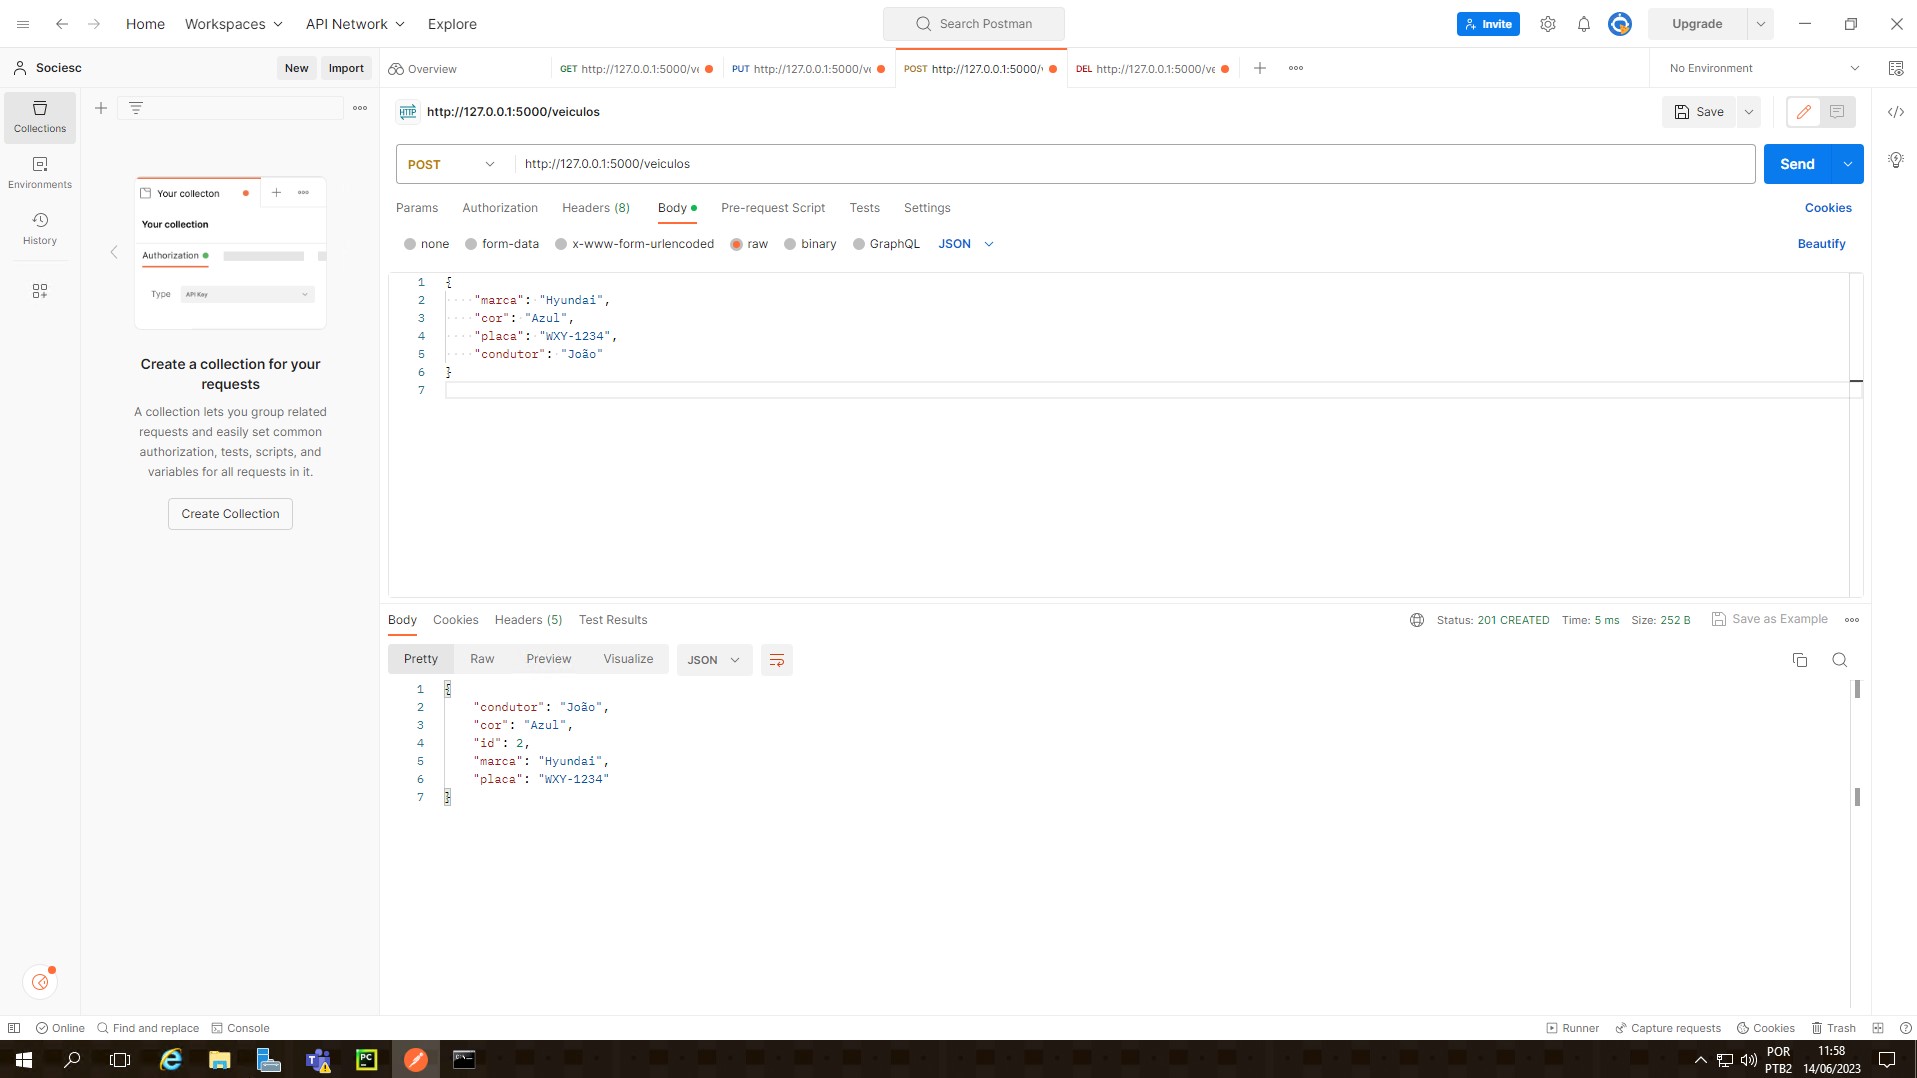 Home Workspaces API Network Explore Search Postman Invite Upgrade
Sociesc New Import Overview GET http://127.0.0.1:5000/ve PUT http://127.0.0.1:5000/ve POST http://127.0.0.1:5000/ DEL http://127.0.0.1:5000/ve No Environment
Collections
Environments
History
Your collecton
Your collection
Authorization
Type API Key
Create a collection for your
requests
A collection lets you group related
requests and easily set common
authorization, tests, scripts, and
variables for all requests in it.
Create Collection
HTTP http://127.0.0.1:5000/veiculos Save
POST http://127.0.0.1:5000/veiculos Send
Params Authorization Headers (8) Body Pre-request Script Tests Settings Cookies
none form-data x-www-form-urlencoded raw binary GraphQL JSON Beautify
1 {
2 "marca": "Hyundai",
3 "cor": "Azul",
4 "placa": "WXY-1234",
5 "condutor": "João"
6 }
7
Body Cookies Headers (5) Test Results Status: 201 CREATED Time: 5 ms Size: 252 B Save as Example
Pretty Raw Preview Visualize JSON
1 {
2 "condutor": "João",
3 "cor": "Azul",
4 "id": 2,
5 "marca": "Hyundai",
6 "placa": "WXY-1234"
7 }
Online Find and replace Console Runner Capture requests Cookies Trash
PC POR 11:58
PTB2 14/06/2023